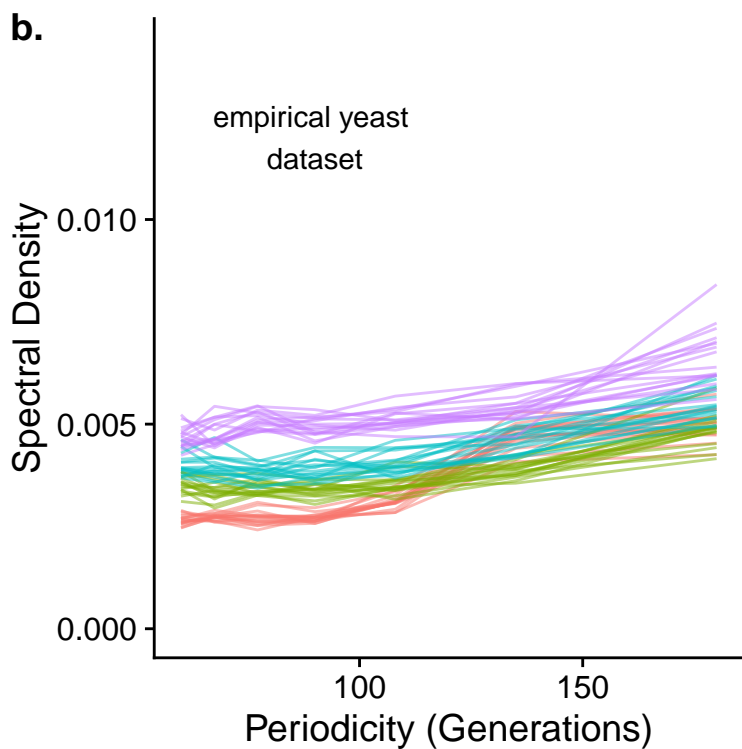 b.
empirical yeast
dataset
Spectral Density
0.010
0.005
0.000
100 150
Periodicity (Generations)